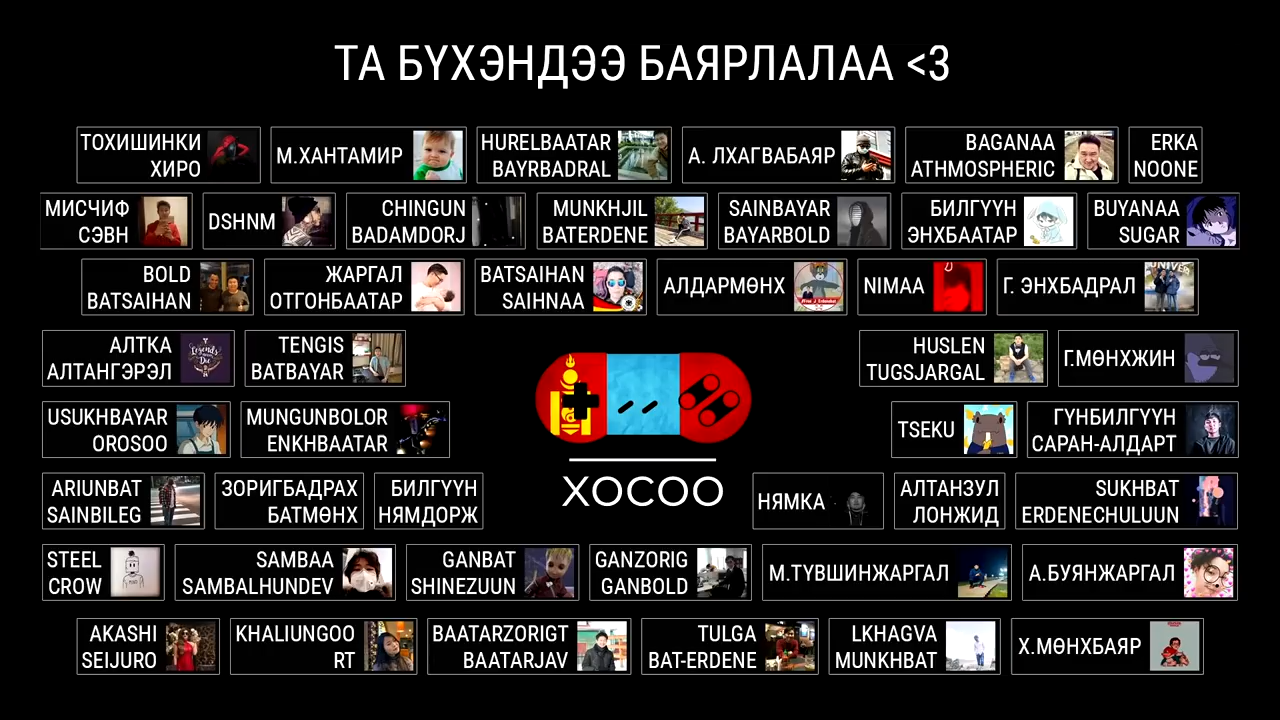 ТА БҮХЭНДЭЭ БАЯРЛАЛАА <3
ТОХИШИНКИ
ХИРО
М.ХАНТАМИР
HURELBAATAR
BAYRBADRAL
А. ЛХАГВАБАЯР
BAGANAA
ATHMOSPHERIC
ERKA
NOONE
МИСЧИФ
СЭВН
DSHNM
CHINGUN
BADAMDORJ
MUNKHJIL
BATERDENE
SAINBAYAR
BAYARBOLD
БИЛГҮҮН
ЭНХБААТАР
BUYANAA
SUGAR
BOLD
BATSAIHAN
ЖАРГАЛ
ОТГОНБААТАР
BATSAIHAN
SAIHNAA
АЛДАРМӨНХ
NIMAA
Г. ЭНХБАДРАЛ
АЛТКА
АЛТАНГЭРЭЛ
Legends
Die
TENGIS
BATBAYAR
HUSLEN
TUGSJARGAL
Г.МӨНХЖИН
USUKHBAYAR
OROSOO
MUNGUNBOLOR
ENKHBAATAR
TSEKU
ГҮНБИЛГҮҮН
САРАН-АЛДАРТ
ARIUNBAT
SAINBILEG
ЗОРИГБАДРАХ
БАТМӨНХ
БИЛГҮҮН
НЯМДОРЖ
ХОСОО
НЯМКА
АЛТАНЗУЛ
ЛОНЖИД
SUKHBAT
ERDENECHULUUN
STEEL
CROW
SAMBAA
SAMBALHUNDEV
GANBAT
SHINEZUUN
GANZORIG
GANBOLD
М.ТҮВШИНЖАРГАЛ
А.БУЯНЖАРГАЛ
AKASHI
SEIJURO
KHALIUNGOO
RT
BAATARZORIGT
BAATARJAV
TULGA
BAT-ERDENE
LKHAGVA
MUNKHBAT
Х.МӨНХБАЯР